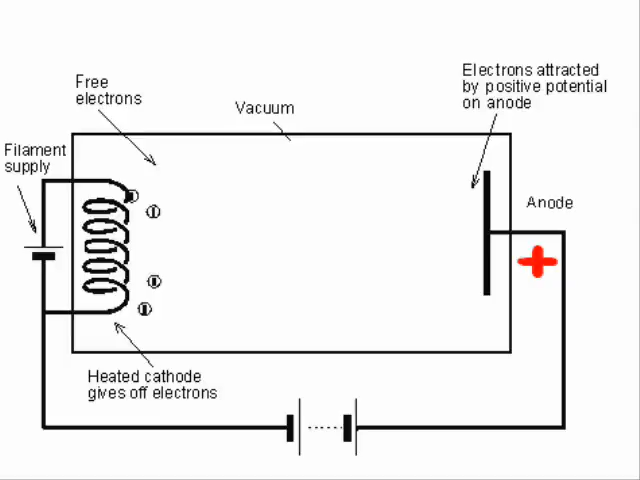 Free
electrons
Vacuum
Electrons attracted
by positive potential
on anode
Filament
supply
Anode
Heated cathode
gives off electrons